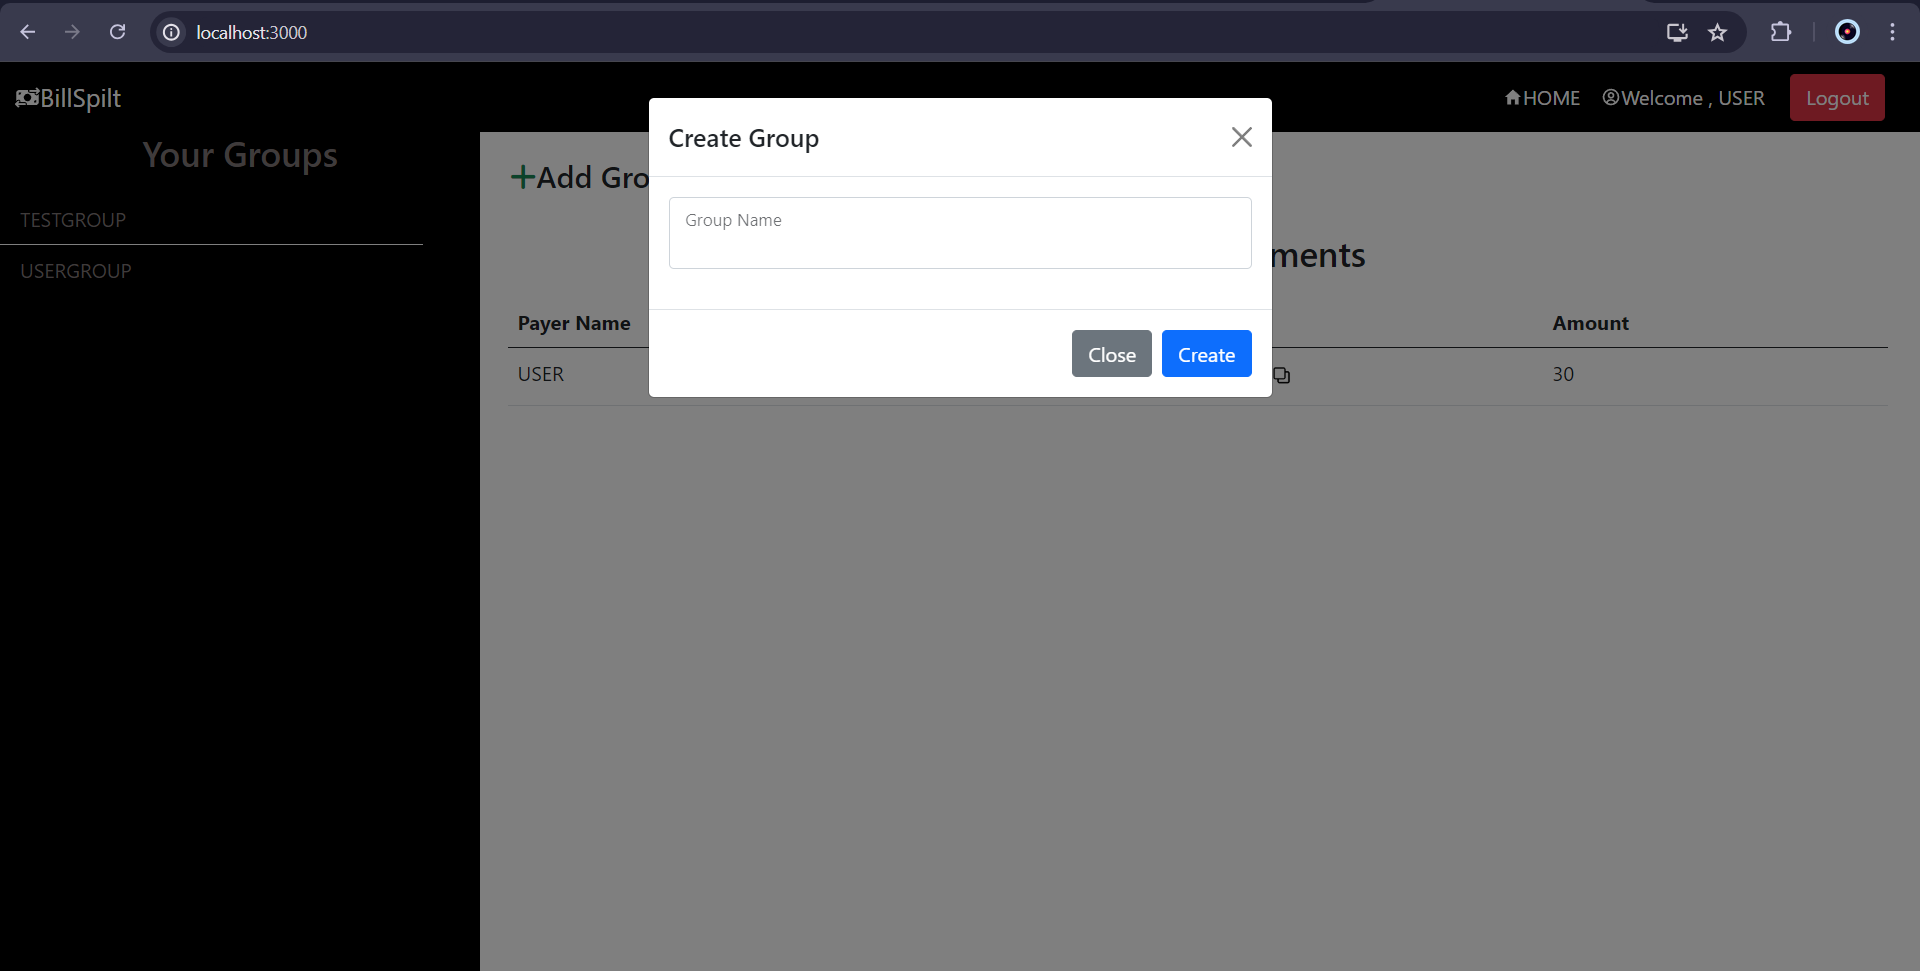 localhost:3000
BillSpilt
HOME
Welcome , USER
Logout
Your Groups
TESTGROUP
USERGROUP
Add Gro
Create Group
Group Name
Close
Create
ments
Payer Name
Amount
USER
30